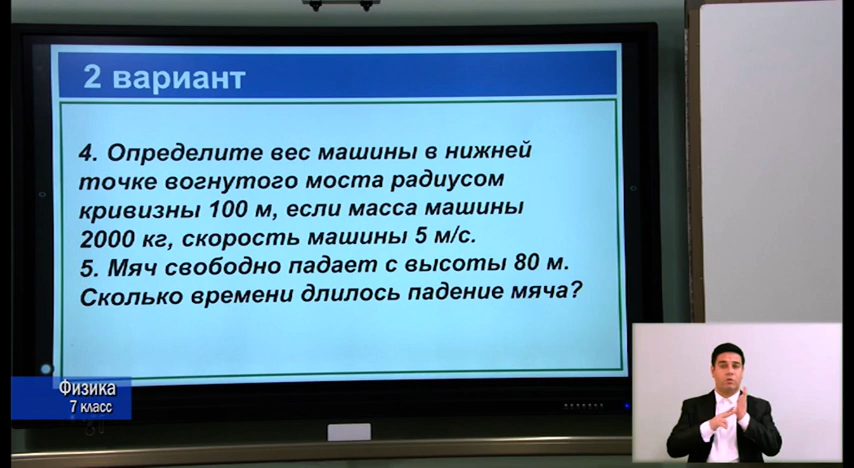 2 вариант
4. Определите вес машины в нижней
точке вогнутого моста радиусом
кривизны 100 м, если масса машины
2000 кг, скорость машины 5 м/с.
5. Мяч свободно падает с высоты 80 м.
Сколько времени длилось падение мяча?
Физика
7 класс